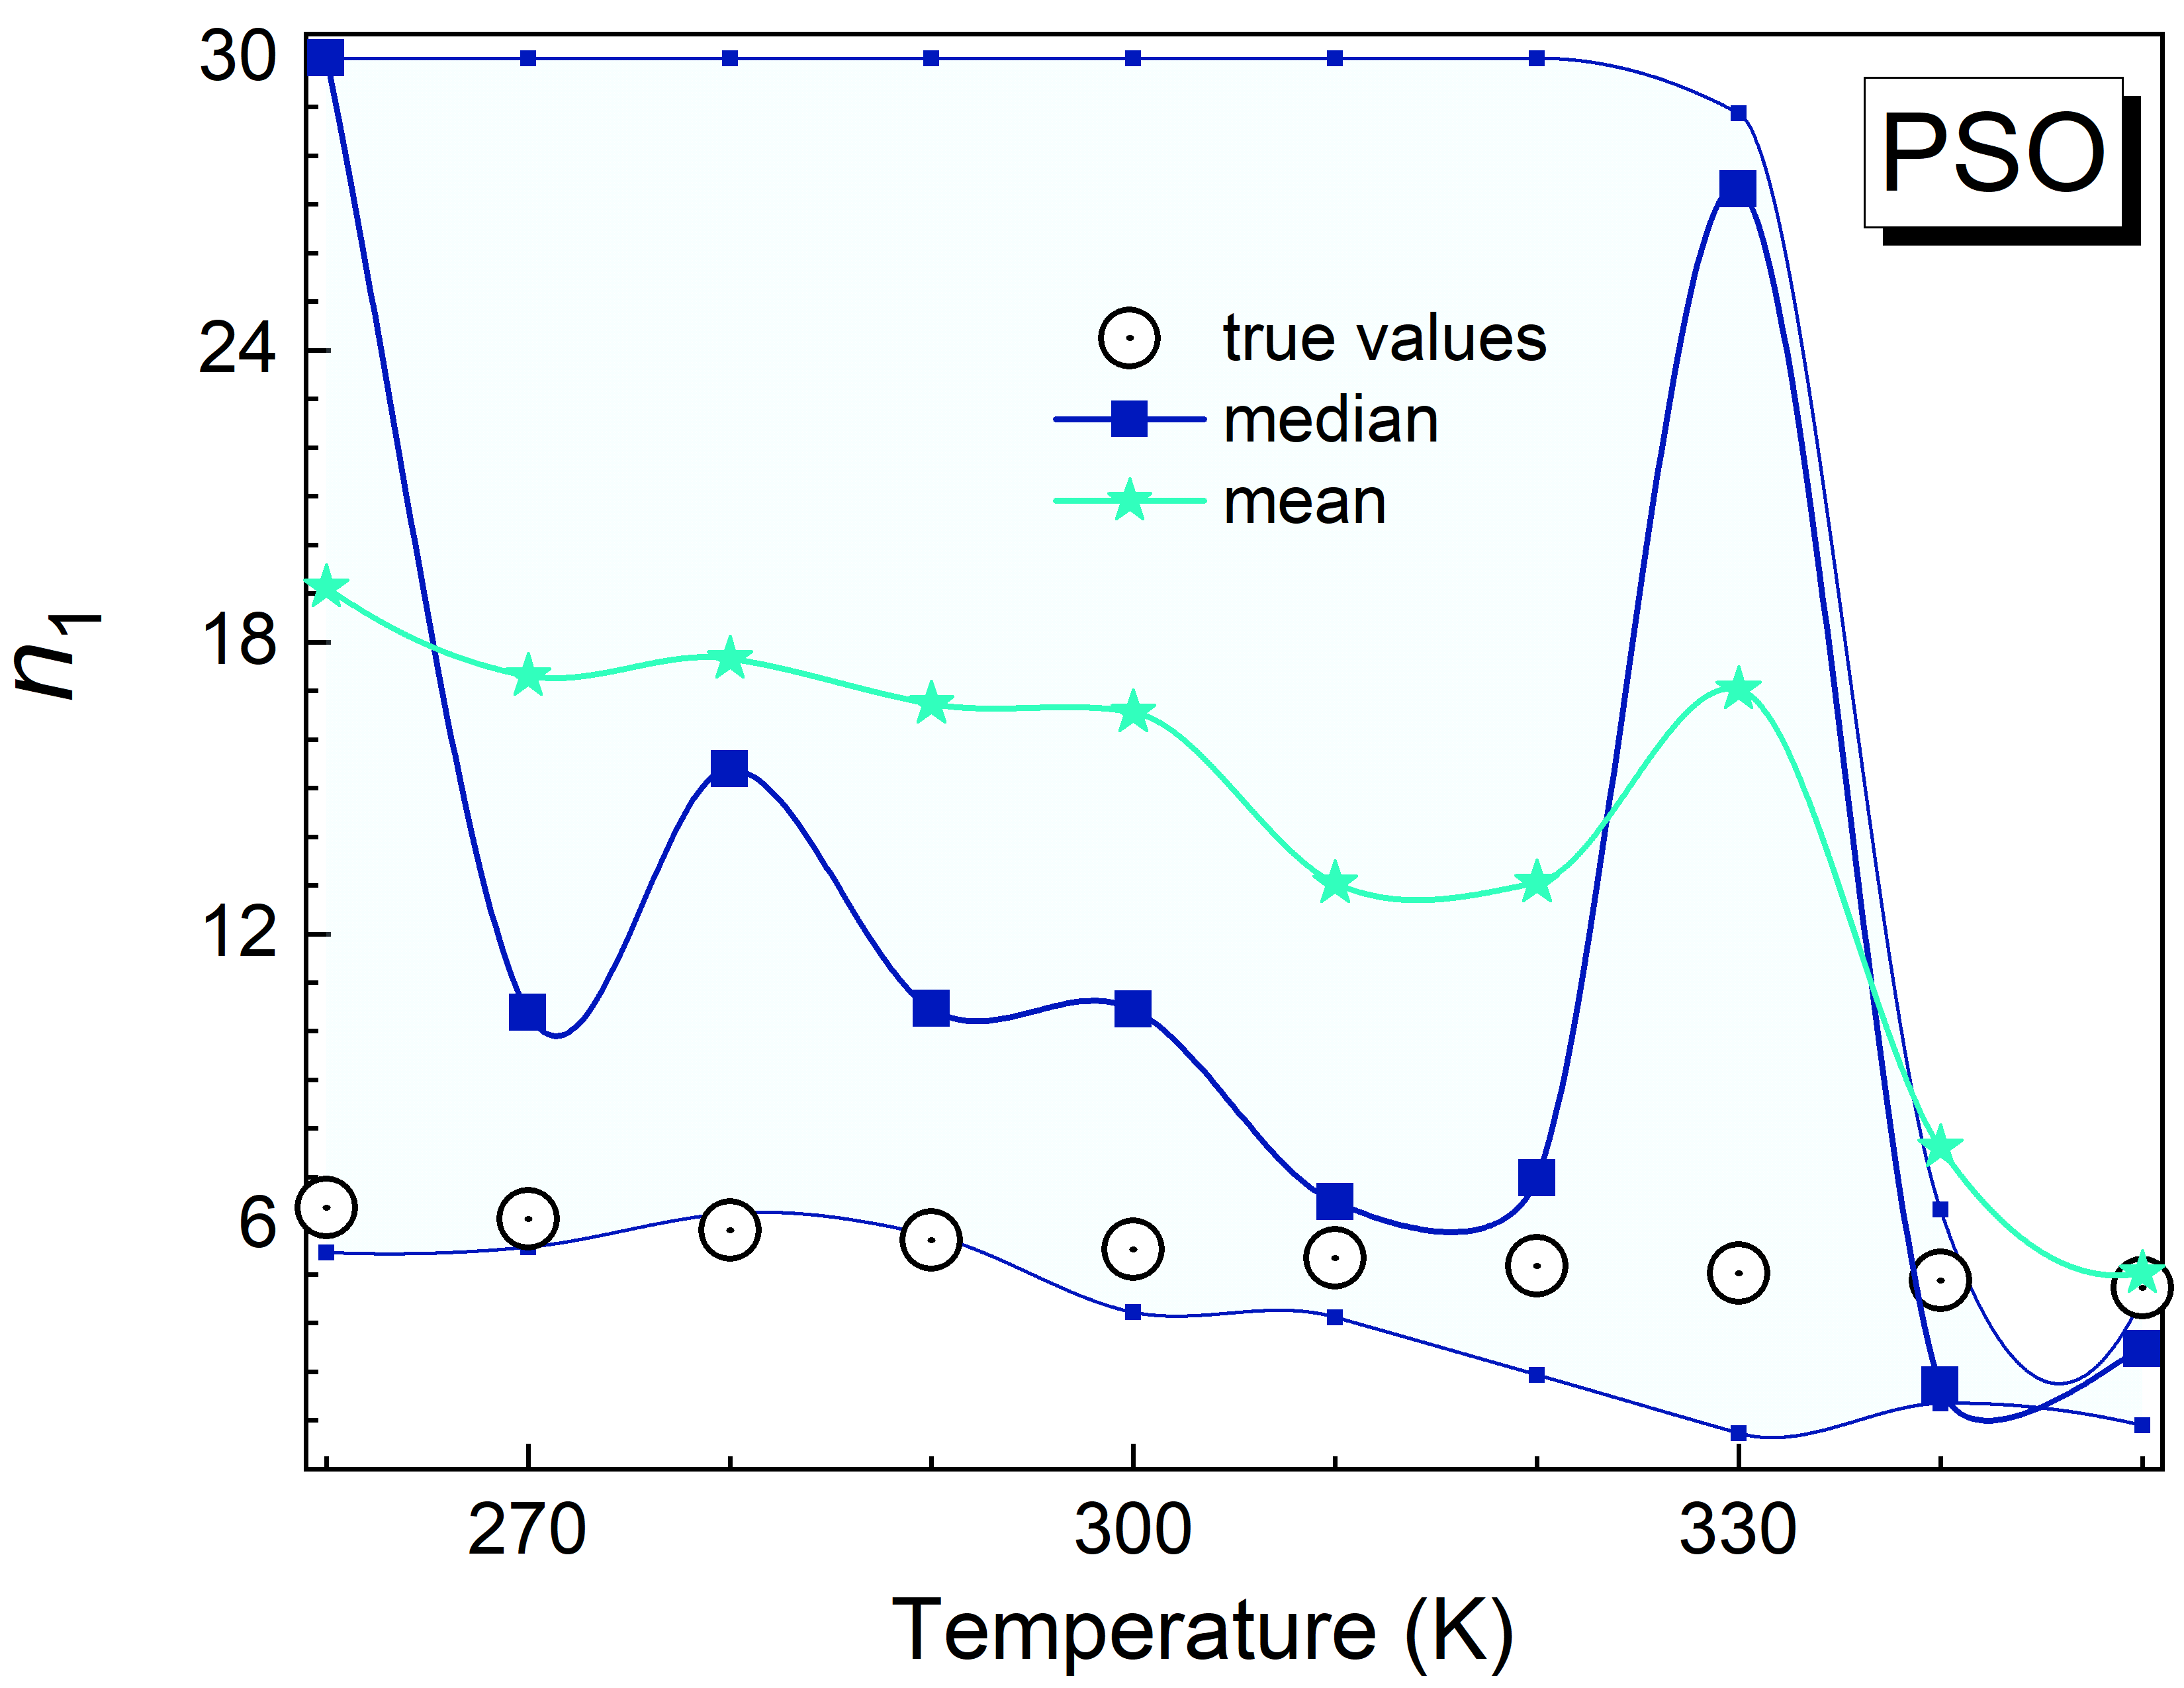 PSO
30
24
18
12
6
n1
true values
median
mean
270
300
330
Temperature (K)